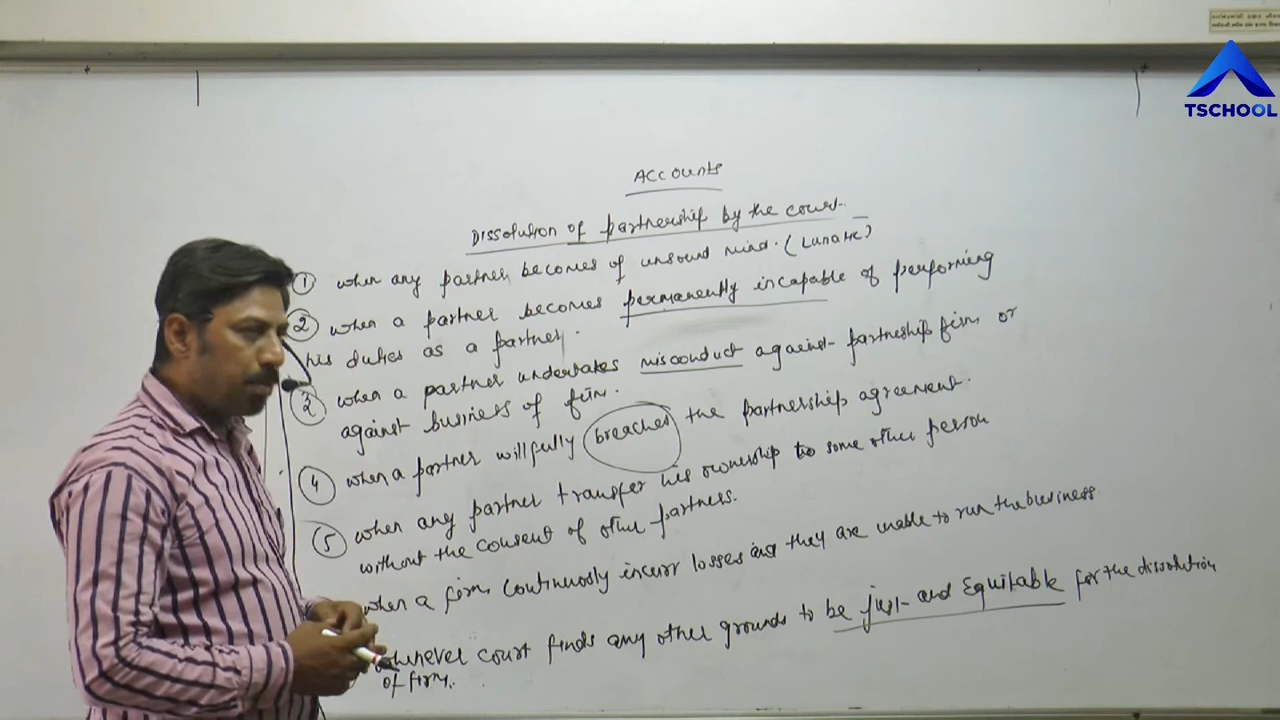 TSCHOOL
Accounts
Dissolution of partnership by the court.
① when any partner becomes of unsound mind. (Lunatic)
② when a partner becomes permanently incapable of performing
his duties as a partner.
③ when a partner undertakes misconduct against partneship firm or
against business of firm.
④ when a partner willfully breaches the partnership agreement.
⑤ when any partner transfer his ownership to some other person
without the consent of other partners.
when a firm continuously incurr losses and they are unable to run the business
whenever court finds any other grounds to be just and Equitable for the dissolution
of firm.